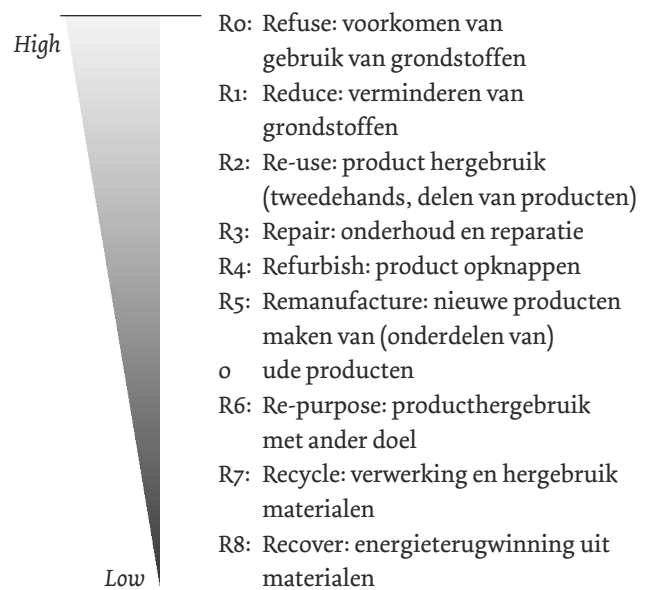 High
R0: Refuse: voorkomen van
gebruik van grondstoffen
R1: Reduce: verminderen van
grondstoffen
R2: Re-use: product hergebruik
(tweedehands, delen van producten)
R3: Repair: onderhoud en reparatie
R4: Refurbish: product opknappen
R5: Remanufacture: nieuwe producten
maken van (onderdelen van)
o ude producten
R6: Re-purpose: producthergebruik
met ander doel
R7: Recycle: verwerking en hergebruik
materialen
R8: Recover: energieterugwinning uit
materialen
Low